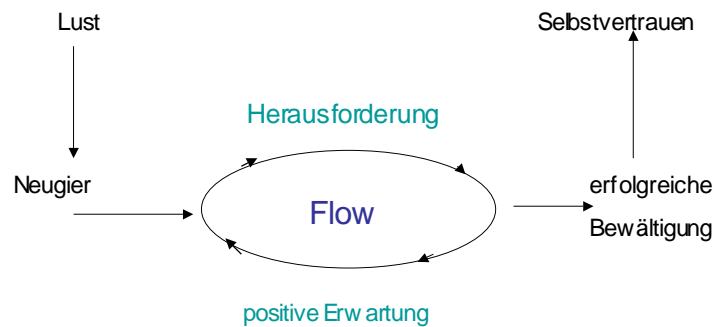 Lust
Selbstvertrauen
Herausforderung
Neugier
erfolgreiche
Flow
Bewältigung
positive Erwartung